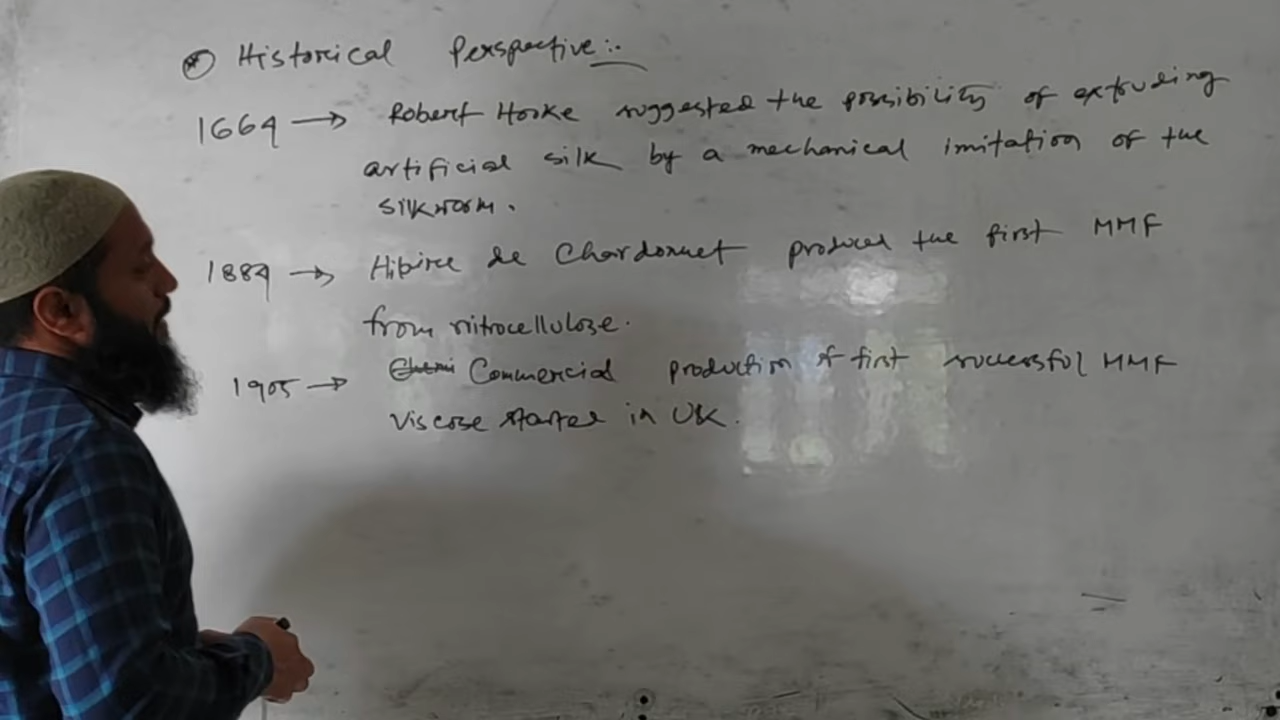 * Historical Perspective :-
1664 → Robert Hooke suggested the possibility of extruding
artificial silk by a mechanical imitation of the
silkworm.
1884 → de Chardonnet produced the first MMF
from nitrocellulose.
1905 → Commercial production of first successful MMF
Viscose started in UK.